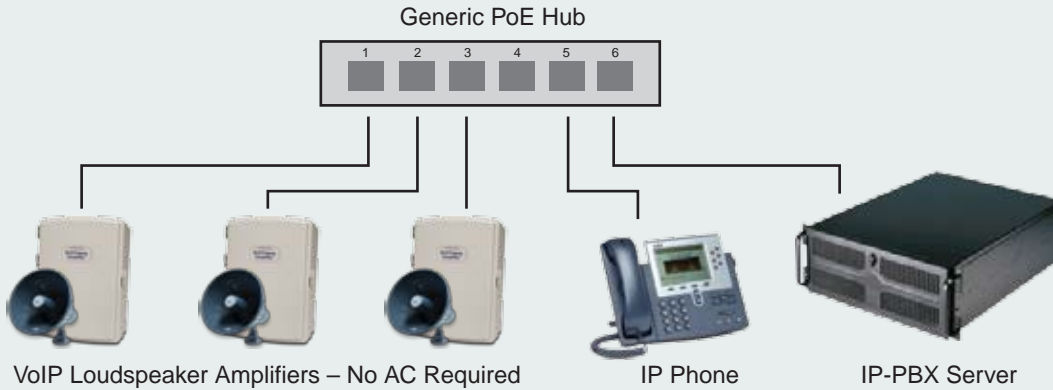 Generic PoE Hub
1 2 3 4 5 6
VoIP Loudspeaker Amplifiers – No AC Required
IP Phone
IP-PBX Server